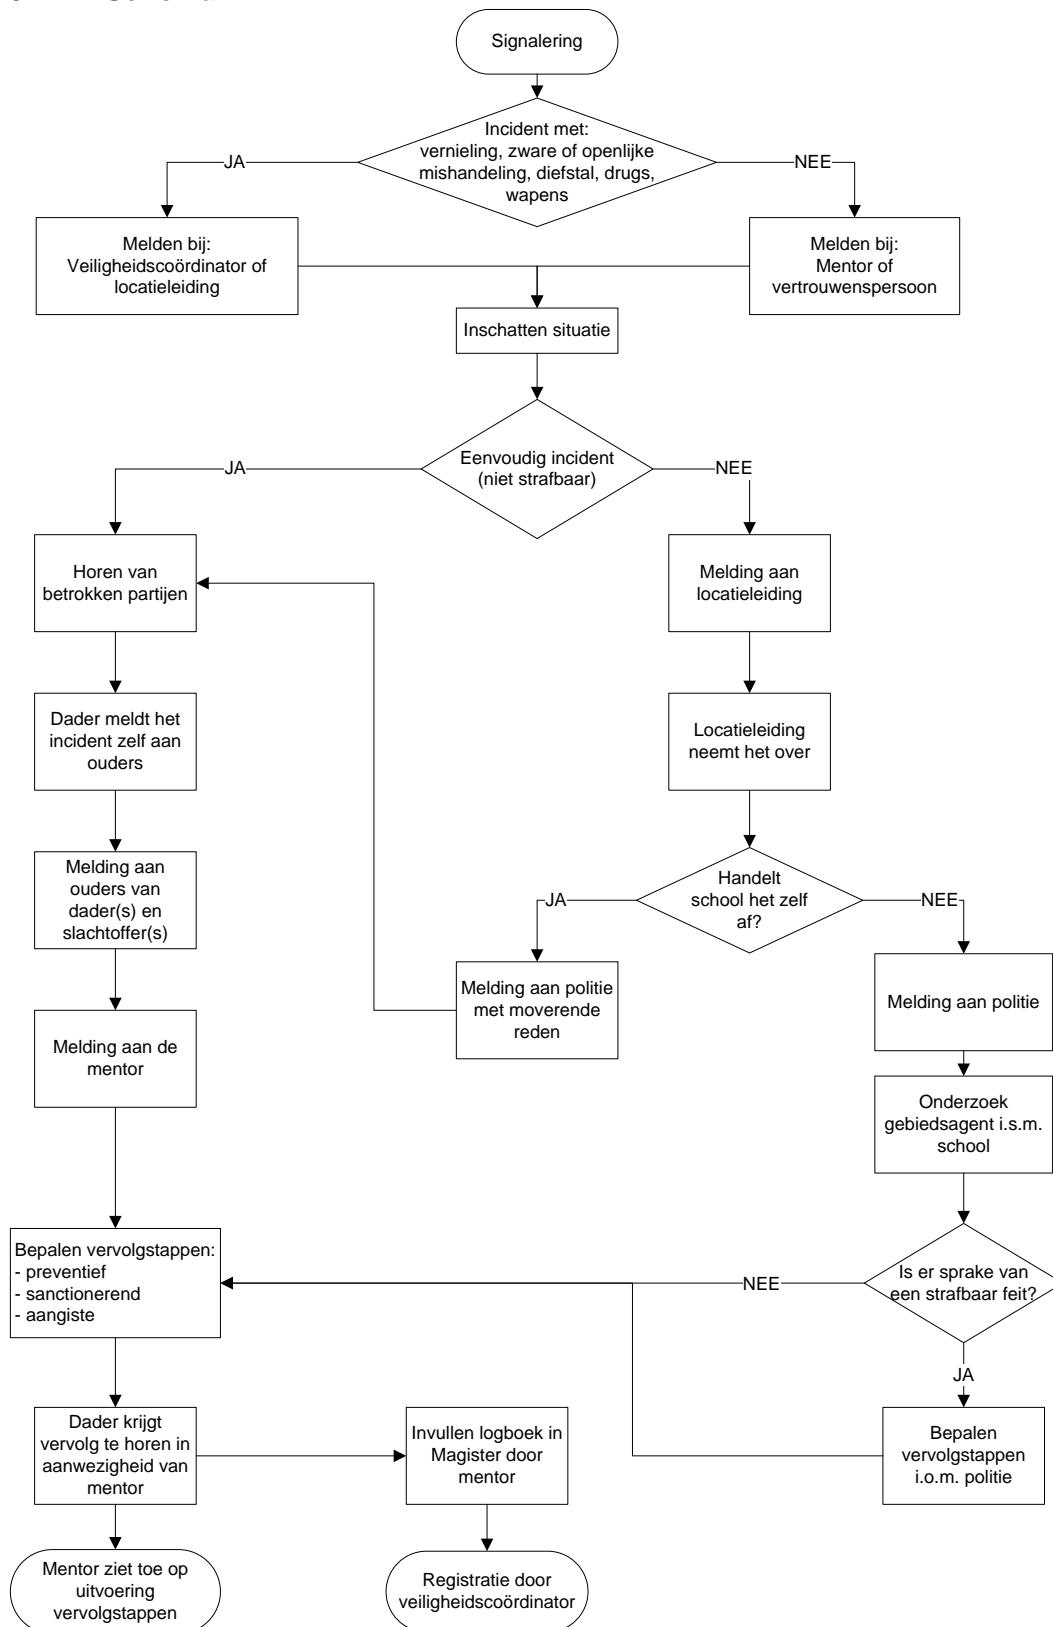 Signalering
Incident met:
vernieling, zware of openlijke
mishandeling, diefstal, drugs,
wapens
JA
NEE
Melden bij:
Veiligheidscoördinator of
locatieleiding
Melden bij:
Mentor of
vertrouwenspersoon
Inschatten situatie
Eenvoudig incident
(niet strafbaar)
JA
NEE
Horen van
betrokken partijen
Melding aan
locatieleiding
Dader meldt het
incident zelf aan
ouders
Locatieleiding
neemt het over
Melding aan
ouders van
dader(s) en
slachtoffer(s)
Handelt
school het zelf
af?
JA
NEE
Melding aan politie
met moverende
reden
Melding aan politie
Melding aan de
mentor
Onderzoek
gebiedsagent i.s.m.
school
Bepalen vervolgstappen:
- preventief
- sanctionerend
- aangiste
Is er sprake van
een strafbaar feit?
NEE
JA
Dader krijgt
vervolg te horen in
aanwezigheid van
mentor
Invullen logboek in
Magister door
mentor
Bepalen
vervolgstappen
i.o.m. politie
Mentor ziet toe op
uitvoering
vervolgstappen
Registratie door
veiligheidscoördinator